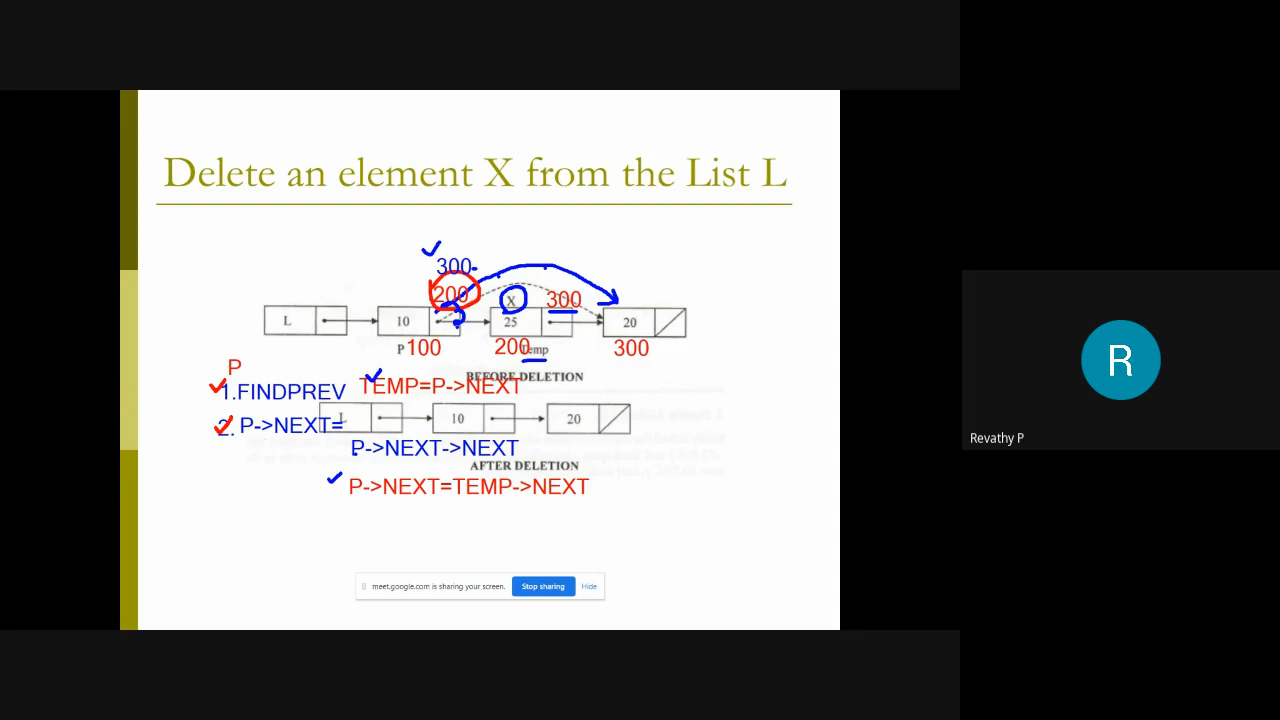 Delete an element X from the List L
300
200
X
300
L
10
25
20
P
100
200
Temp
300
P
BEFORE DELETION
1.FINDPREV
TEMP=P->NEXT
2. P->NEXT=
L
10
20
P->NEXT->NEXT
AFTER DELETION
P->NEXT=TEMP->NEXT
meet.google.com is sharing your screen.
Stop sharing
Hide
R
Revathy P